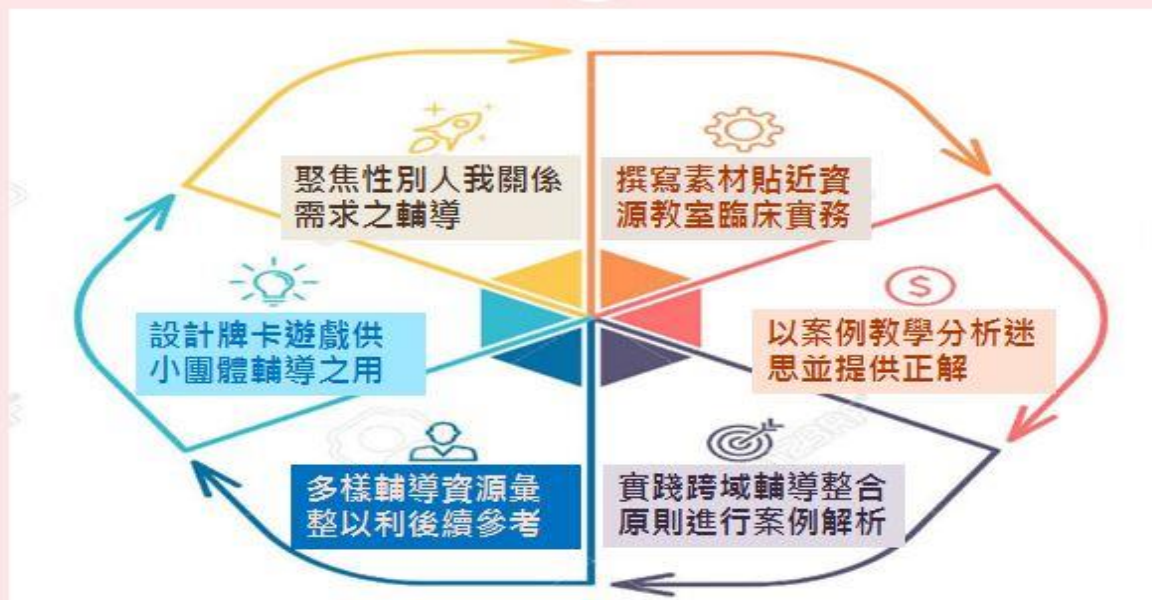 聚焦性別人我關係
需求之輔導
撰寫素材貼近資
源教室臨床實務
以案例教學分析迷
思並提供正解
實踐跨域輔導整合
原則進行案例解析
多樣輔導資源彙
整以利後續參考
設計牌卡遊戲供
小團體輔導之用